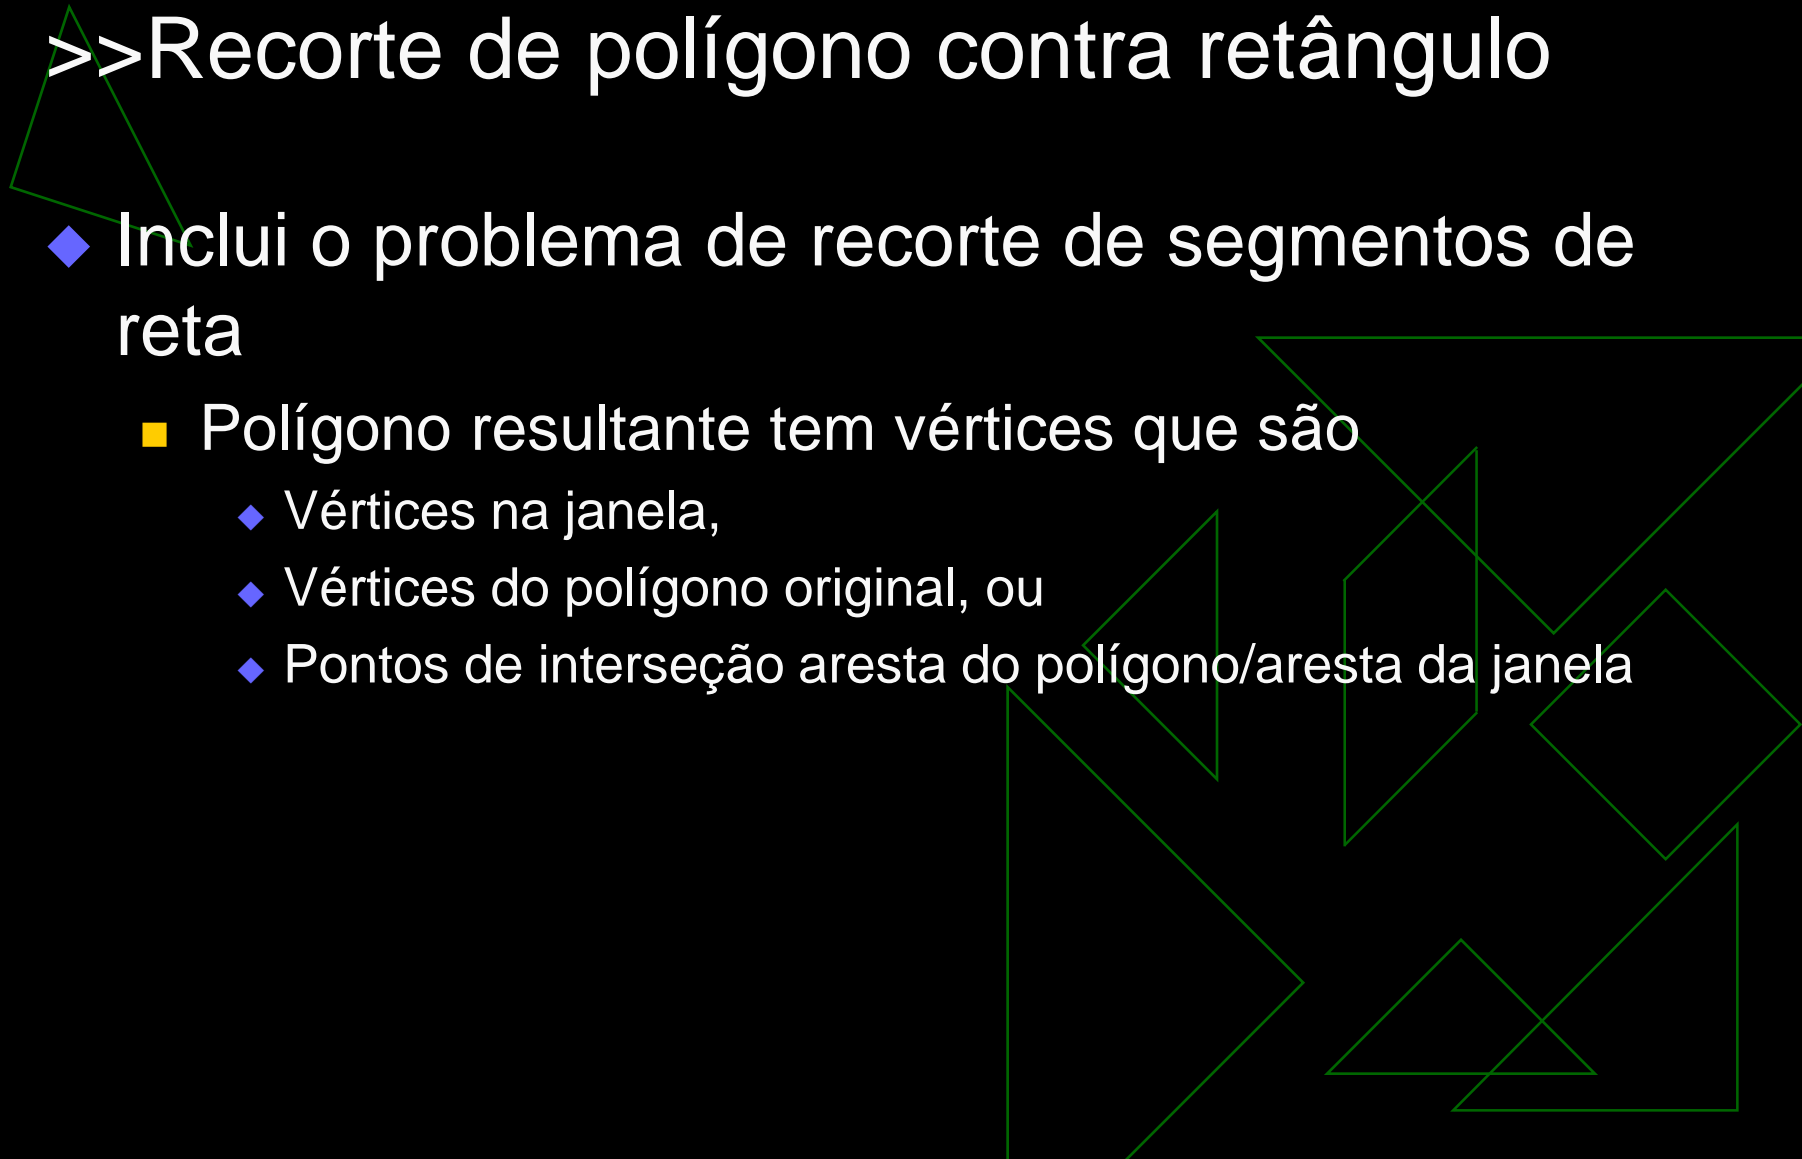 >>Recorte de polígono contra retângulo
Inclui o problema de recorte de segmentos de
reta
Polígono resultante tem vértices que são
Vértices na janela,
Vértices do polígono original, ou
Pontos de interseção aresta do polígono/aresta da janela